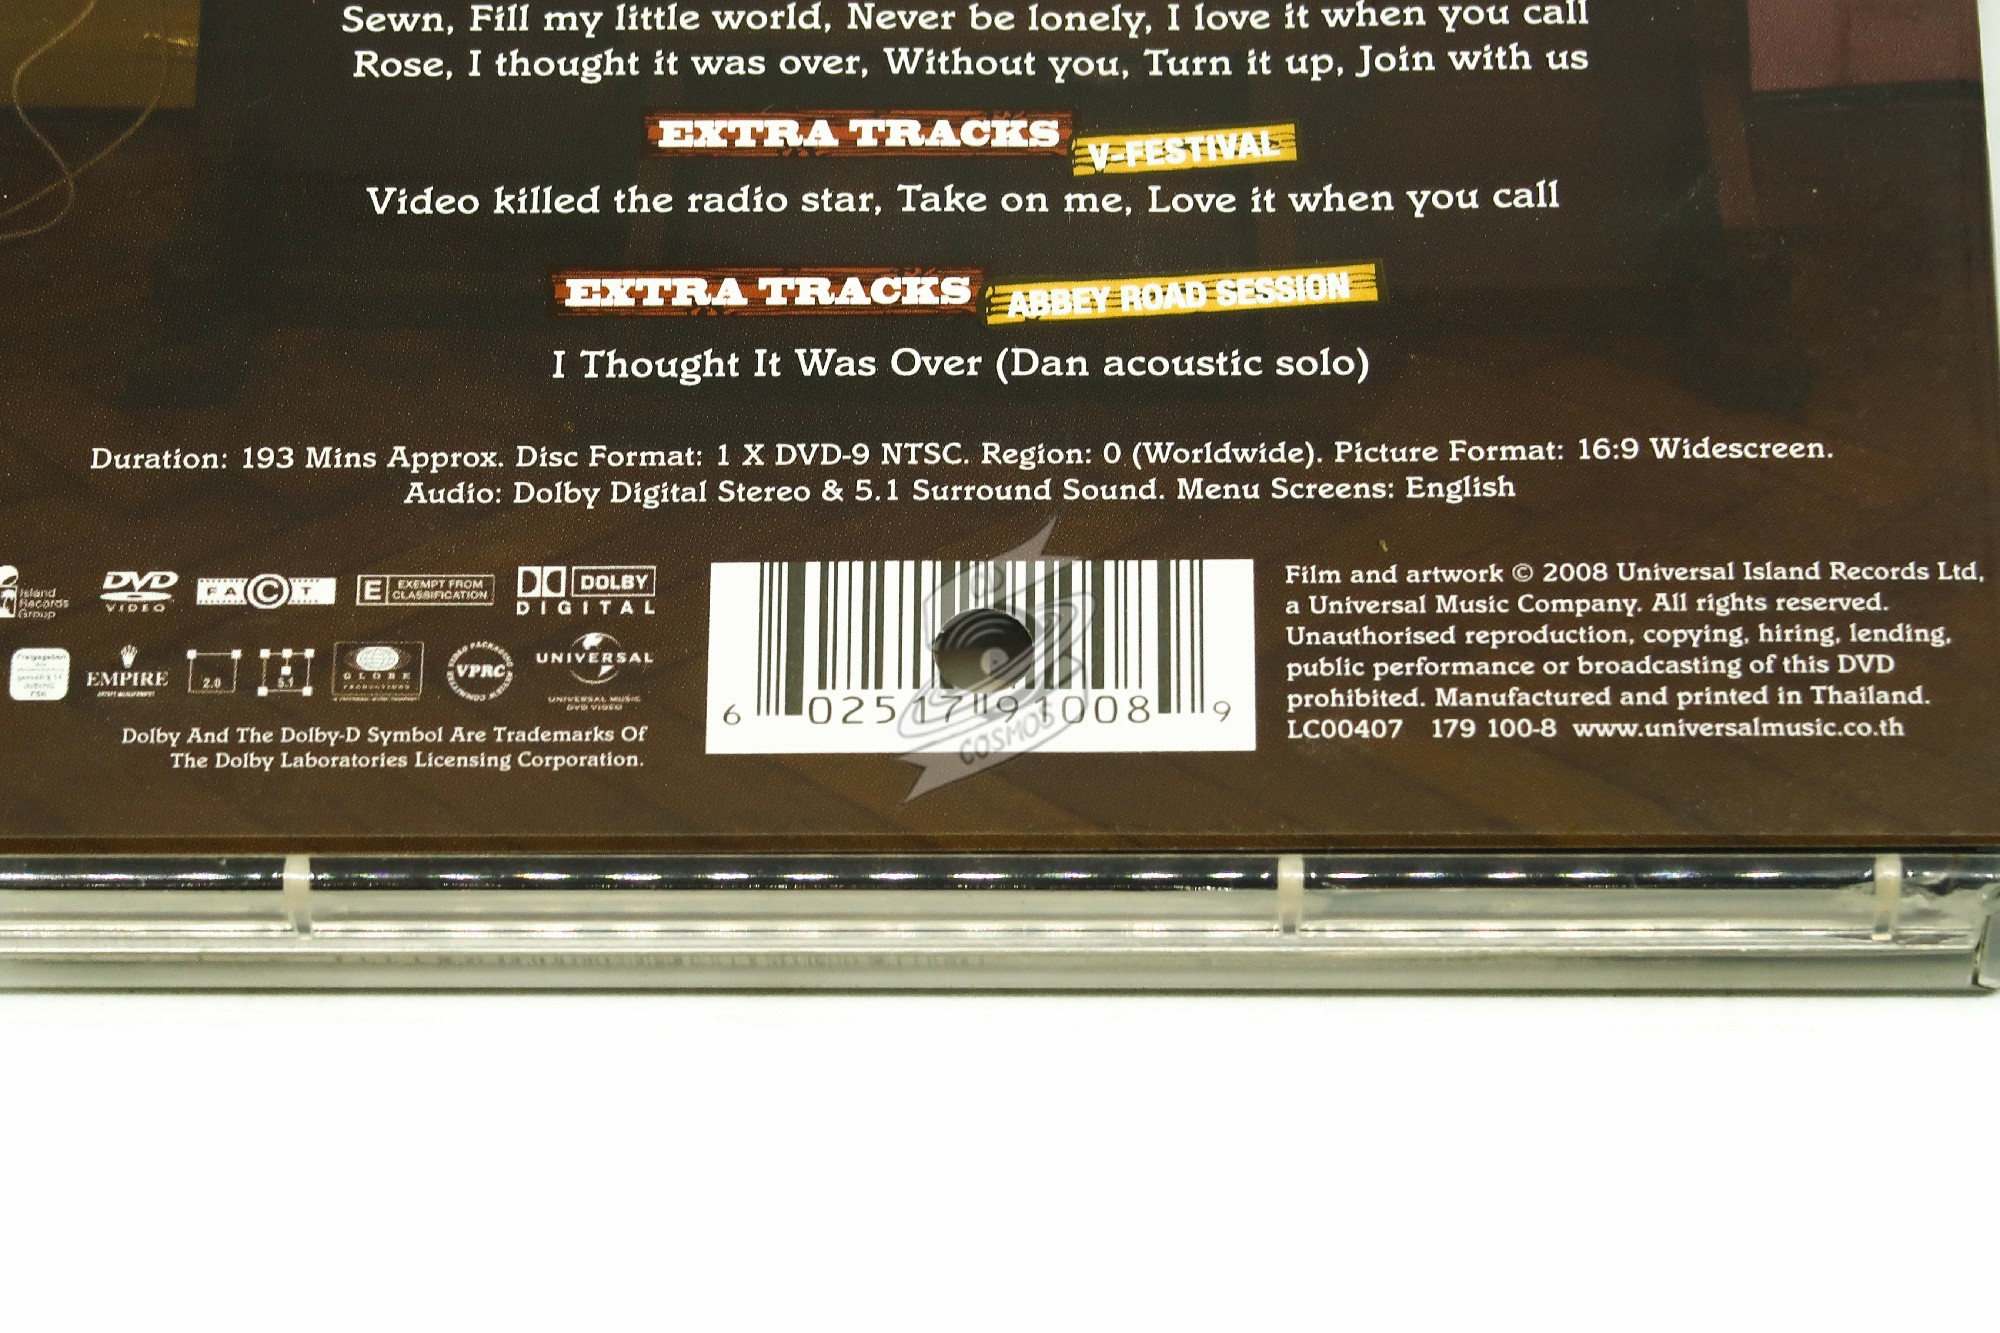 Sewn, Fill my little world, Never be lonely, I love it when you call
Rose, I thought it was over, Without you, Turn it up, Join with us
EXTRA TRACKS V-FESTIVAL
Video killed the radio star, Take on me, Love it when you call
EXTRA TRACKS ABBEY ROAD SESSION
I Thought It Was Over (Dan acoustic solo)
Duration: 193 Mins Approx. Disc Format: 1 X DVD-9 NTSC. Region: 0 (Worldwide). Picture Format: 16:9 Widescreen.
Audio: Dolby Digital Stereo & 5.1 Surround Sound. Menu Screens: English
Island Records Group
DVD VIDEO
FACT
E EXEMPT FROM CLASSIFICATION
DOLBY DIGITAL
EMPIRE
2.0
5.1
GLOBE PRODUCTIONS
VPRC
UNIVERSAL
UNIVERSAL MUSIC DVD VIDEO
Dolby And The Dolby-D Symbol Are Trademarks Of
The Dolby Laboratories Licensing Corporation.
6 02517 91008 9
COSMOS
Film and artwork © 2008 Universal Island Records Ltd,
a Universal Music Company. All rights reserved.
Unauthorised reproduction, copying, hiring, lending,
public performance or broadcasting of this DVD
prohibited. Manufactured and printed in Thailand.
LC00407 179 100-8 www.universalmusic.co.th